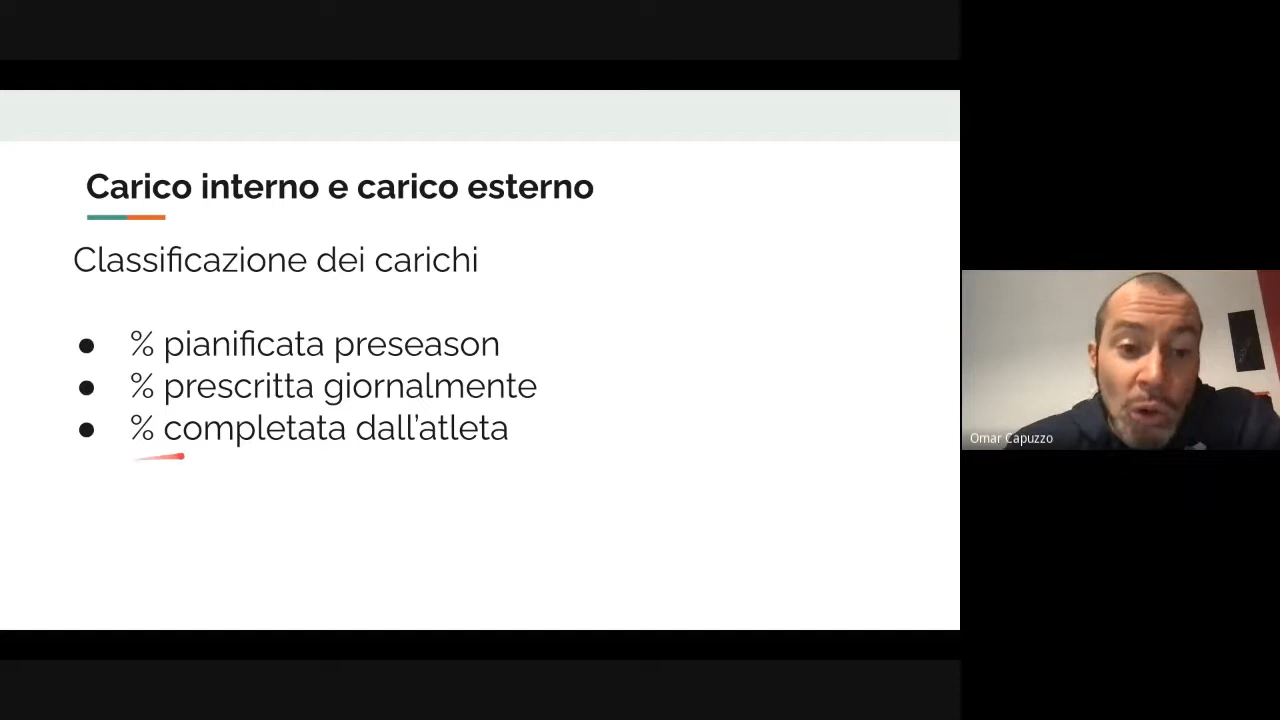 Carico interno e carico esterno
Classificazione dei carichi
● % pianificata preseason
● % prescritta giornalmente
● % completata dall'atleta
Omar Capuzzo